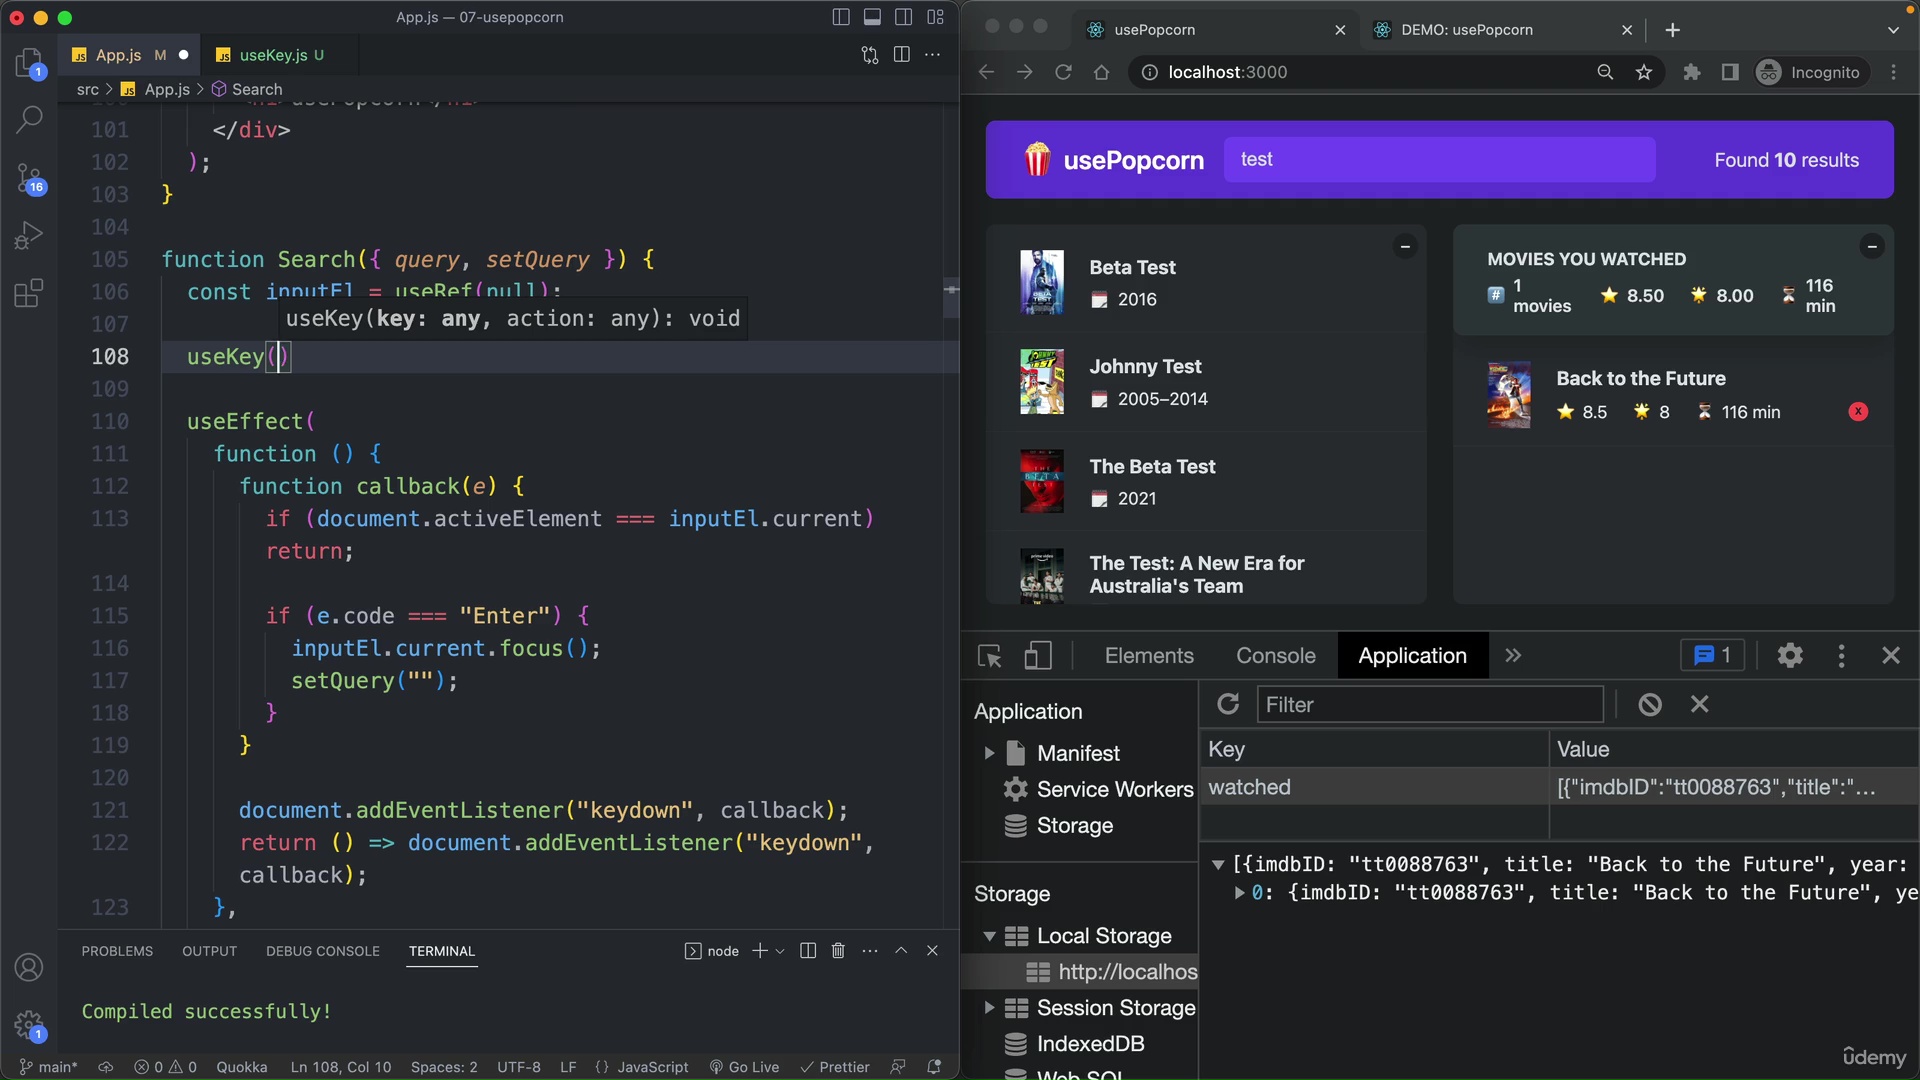 App.js — 07-usepopcorn
App.js M
useKey.js U
src > App.js > Search
101 </div>
102 );
103 }
104
105 function Search({ query, setQuery }) {
106 const inputEl = useRef(null);
useKey(key: any, action: any): void
107
108 useKey()
109
110 useEffect(
111 function () {
112 function callback(e) {
113 if (document.activeElement === inputEl.current)
return;
114
115 if (e.code === "Enter") {
116 inputEl.current.focus();
117 setQuery("");
118 }
119 }
120
121 document.addEventListener("keydown", callback);
122 return () => document.addEventListener("keydown",
callback);
123 },
PROBLEMS OUTPUT DEBUG CONSOLE TERMINAL node
Compiled successfully!
main* 0 0 Quokka Ln 108, Col 10 Spaces: 2 UTF-8 LF {} JavaScript Go Live Prettier
1
16
1
usePopcorn
DEMO: usePopcorn
localhost:3000
Incognito
usePopcorn
test
Found 10 results
Beta Test
2016
Johnny Test
2005–2014
The Beta Test
2021
The Test: A New Era for
Australia's Team
MOVIES YOU WATCHED
1 movies 8.50 8.00 116 min
Back to the Future
8.5 8 116 min
Elements Console Application 1
Application
Manifest
Service Workers
Storage
Storage
Local Storage
http://localhos
Session Storage
IndexedDB
Web SQL
Filter
Key Value
watched [{"imdbID":"tt0088763","title":"...
[{imdbID: "tt0088763", title: "Back to the Future", year:
0: {imdbID: "tt0088763", title: "Back to the Future", ye
ûdemy